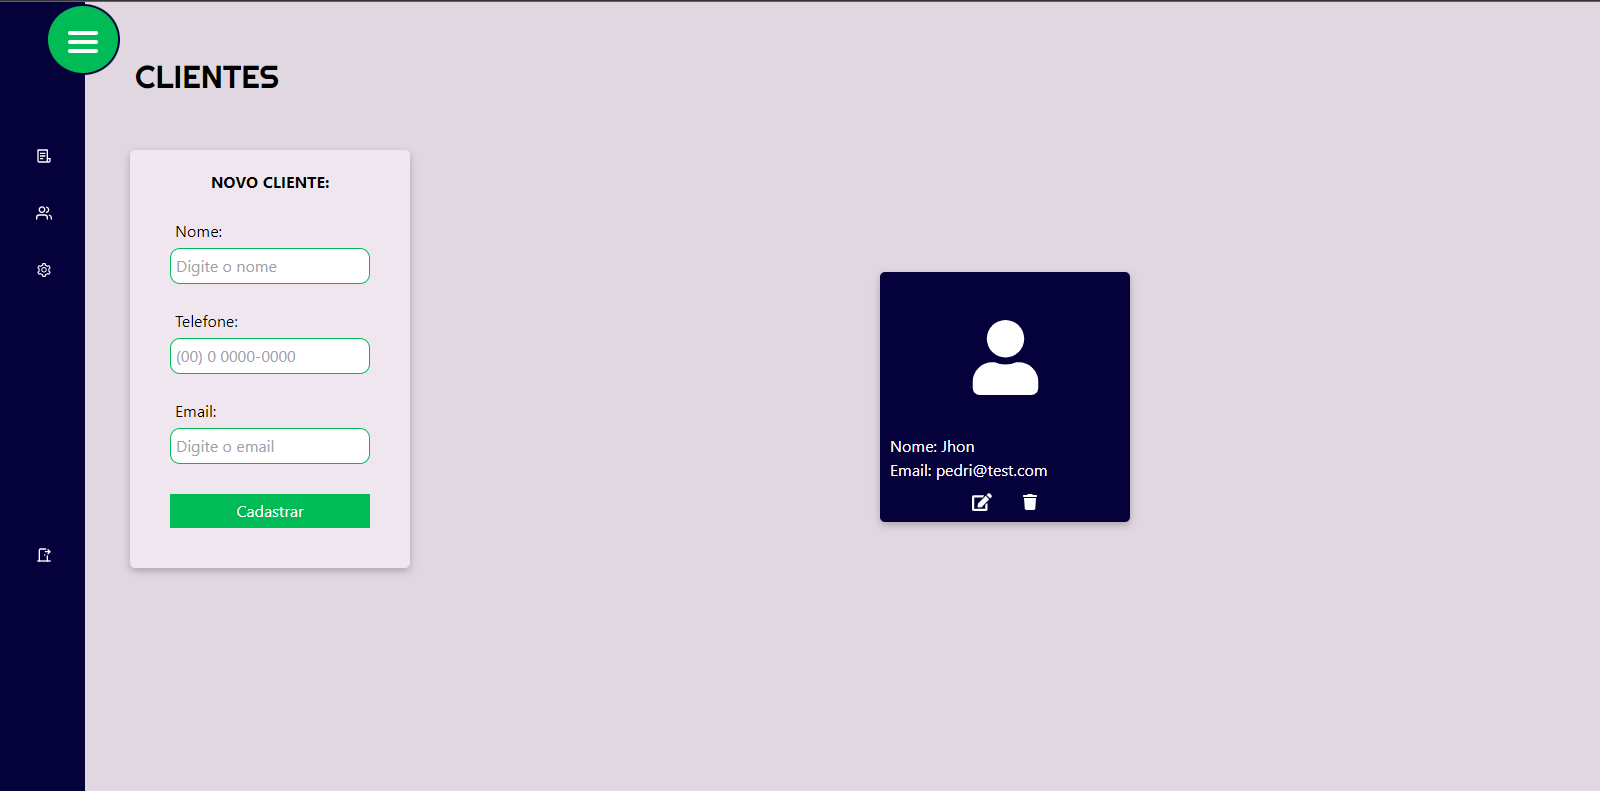 CLIENTES
NOVO CLIENTE:
Nome:
Digite o nome
Telefone:
(00) 0 0000-0000
Email:
Digite o email
Cadastrar
Nome: Jhon
Email: pedri@test.com